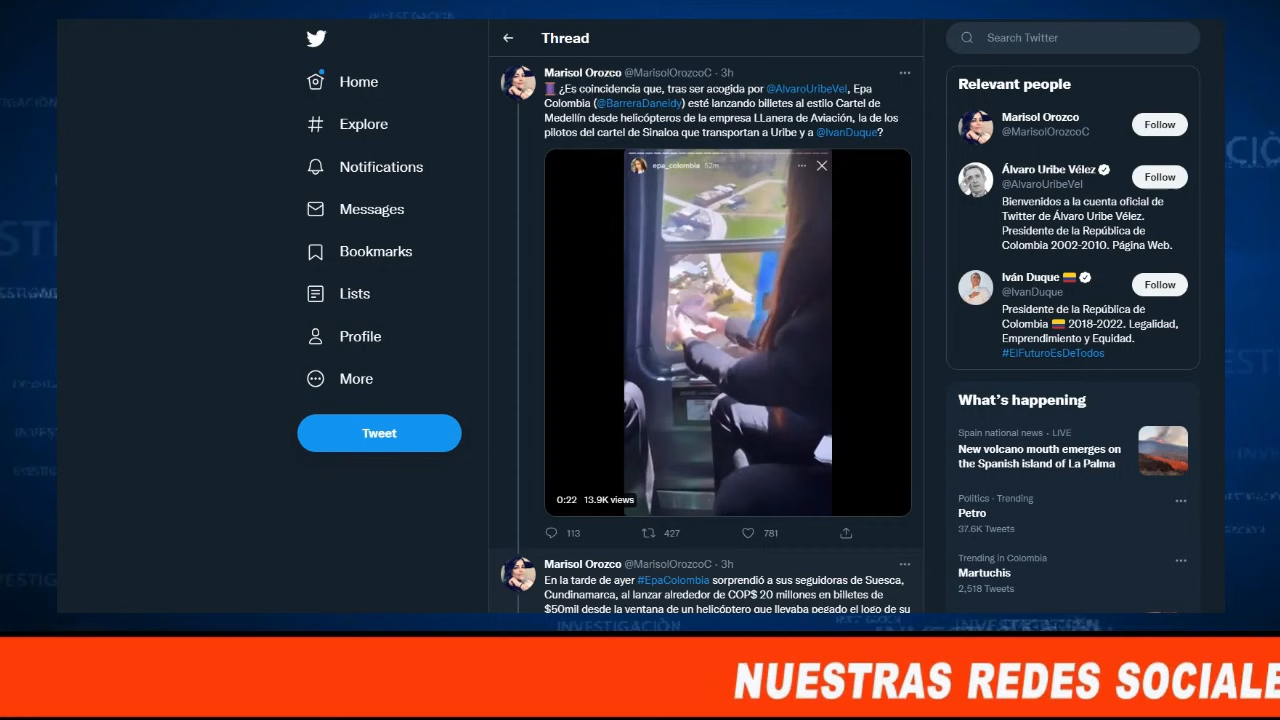 Home
Explore
Notifications
Messages
Bookmarks
Lists
Profile
More
Tweet
Thread
Marisol Orozco @MarisolOrozcoC · 3h
¿Es coincidencia que, tras ser acogida por @AlvaroUribeVel, Epa
Colombia (@BarreraDaneidy) esté lanzando billetes al estilo Cartel de
Medellín desde helicópteros de la empresa LLanera de Aviación, la de los
pilotos del cartel de Sinaloa que transportan a Uribe y a @IvanDuque?
epa_colombia 52m
0:22 13.9K views
113 427 781
Marisol Orozco @MarisolOrozcoC · 3h
En la tarde de ayer #EpaColombia sorprendió a sus seguidoras de Suesca,
Cundinamarca, al lanzar alrededor de COP$ 20 millones en billetes de
$50mil desde la ventana de un helicóptero que llevaba pegado el logo de su
Search Twitter
Relevant people
Marisol Orozco
@MarisolOrozcoC
Follow
Álvaro Uribe Vélez
@AlvaroUribeVel
Follow
Bienvenidos a la cuenta oficial de
Twitter de Álvaro Uribe Vélez.
Presidente de la República de
Colombia 2002-2010. Página Web.
Iván Duque
@IvanDuque
Follow
Presidente de la República de
Colombia 2018-2022. Legalidad,
Emprendimiento y Equidad.
#ElFuturoEsDeTodos
What's happening
Spain national news · LIVE
New volcano mouth emerges on
the Spanish island of La Palma
Politics · Trending
Petro
37.6K Tweets
Trending in Colombia
Martuchis
2,518 Tweets
INVESTIGACIÒN
NUESTRAS REDES SOCIALE